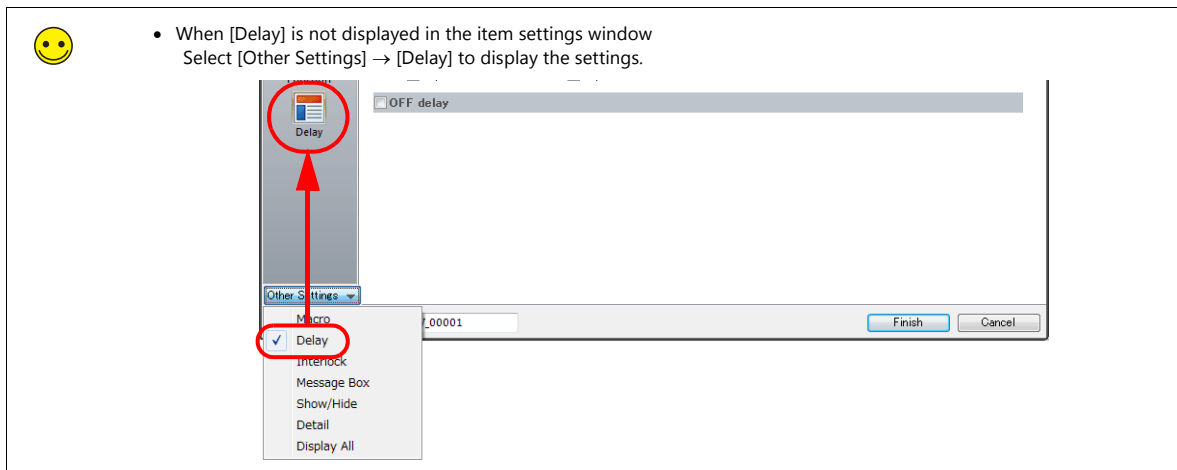 • When [Delay] is not displayed in the item settings window
Select [Other Settings] → [Delay] to display the settings.
OFF delay
Delay
Other Settings
Macro
_00001
Finish
Cancel
Delay
Interlock
Message Box
Show/Hide
Detail
Display All